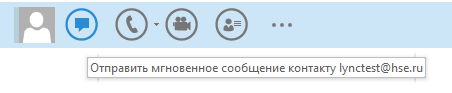 Отправить мгновенное сообщение контакту lynctest@hse.ru